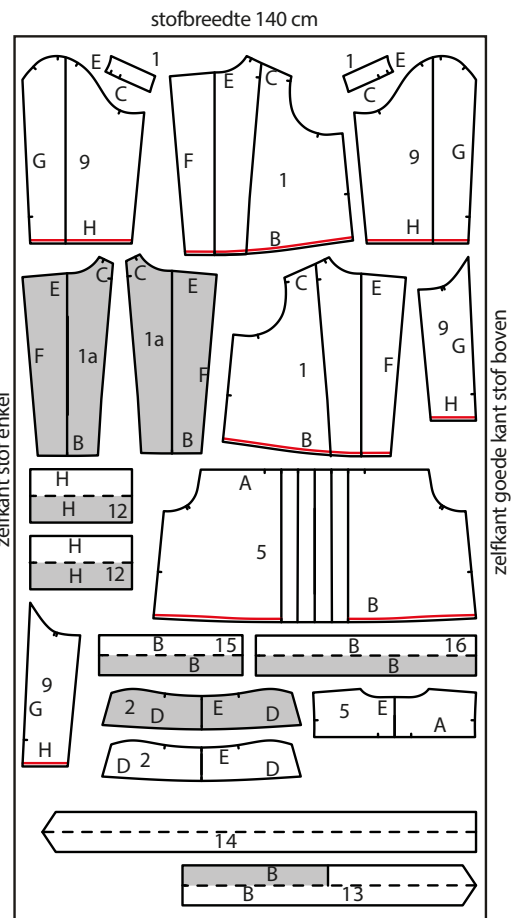 stofbreedte 140 cm
E 1
C
1 E
C
G 9
H
F E C
1
B
9 G
H
E C
F 1a
B
C E
1a
F
B
C E
1 F
B
9
G
H
zelfkant stof enkel
zelfkant goede kant stof boven
H
H 12
H
H 12
A
5
B
9
G
H
B 15
B
B 16
B
2 D E D
5 E A
D 2 E D
14
B
B 13